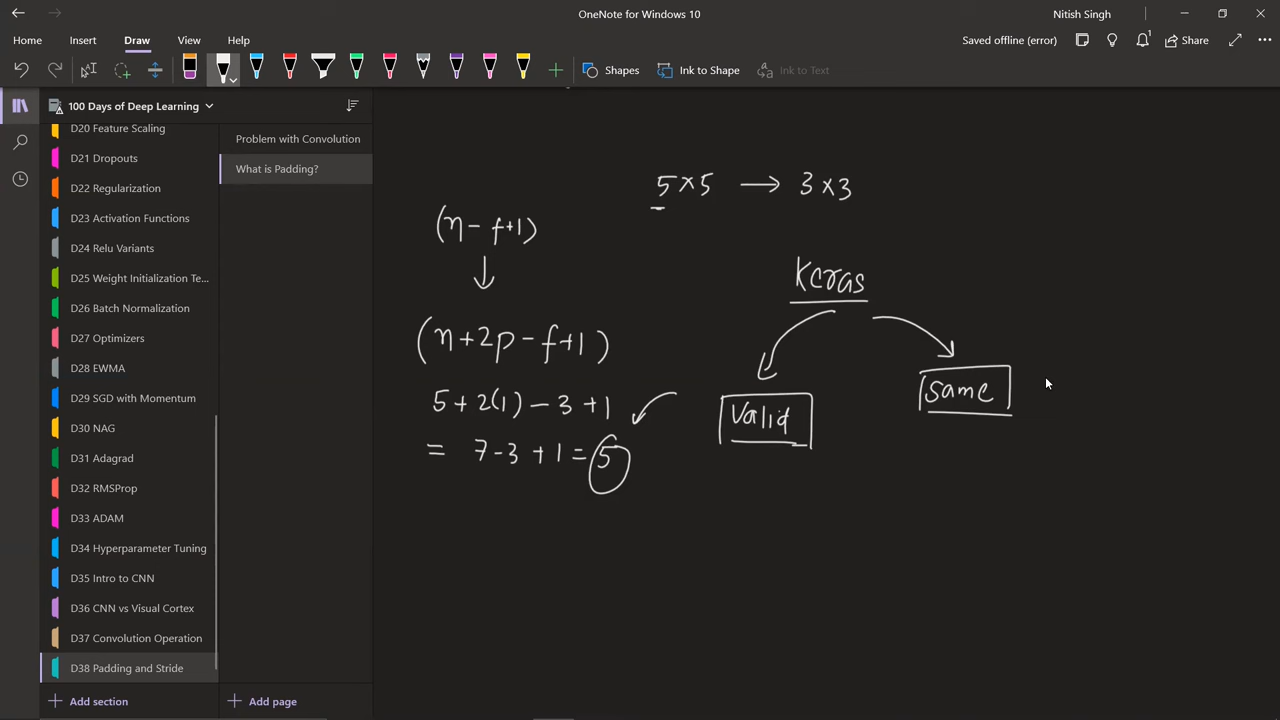 OneNote for Windows 10
Nitish Singh
Home Insert Draw View Help
Saved offline (error)
Share
Shapes
Ink to Shape
Ink to Text
100 Days of Deep Learning
D20 Feature Scaling
D21 Dropouts
D22 Regularization
D23 Activation Functions
D24 Relu Variants
D25 Weight Initialization Te...
D26 Batch Normalization
D27 Optimizers
D28 EWMA
D29 SGD with Momentum
D30 NAG
D31 Adagrad
D32 RMSProp
D33 ADAM
D34 Hyperparameter Tuning
D35 Intro to CNN
D36 CNN vs Visual Cortex
D37 Convolution Operation
D38 Padding and Stride
Add section
Problem with Convolution
What is Padding?
Add page
5×5 → 3×3
(n - f+1)
↓
(n+2p - f+1)
5+2(1) - 3 +1
= 7-3 +1 = 5
Keras
Valid
Same